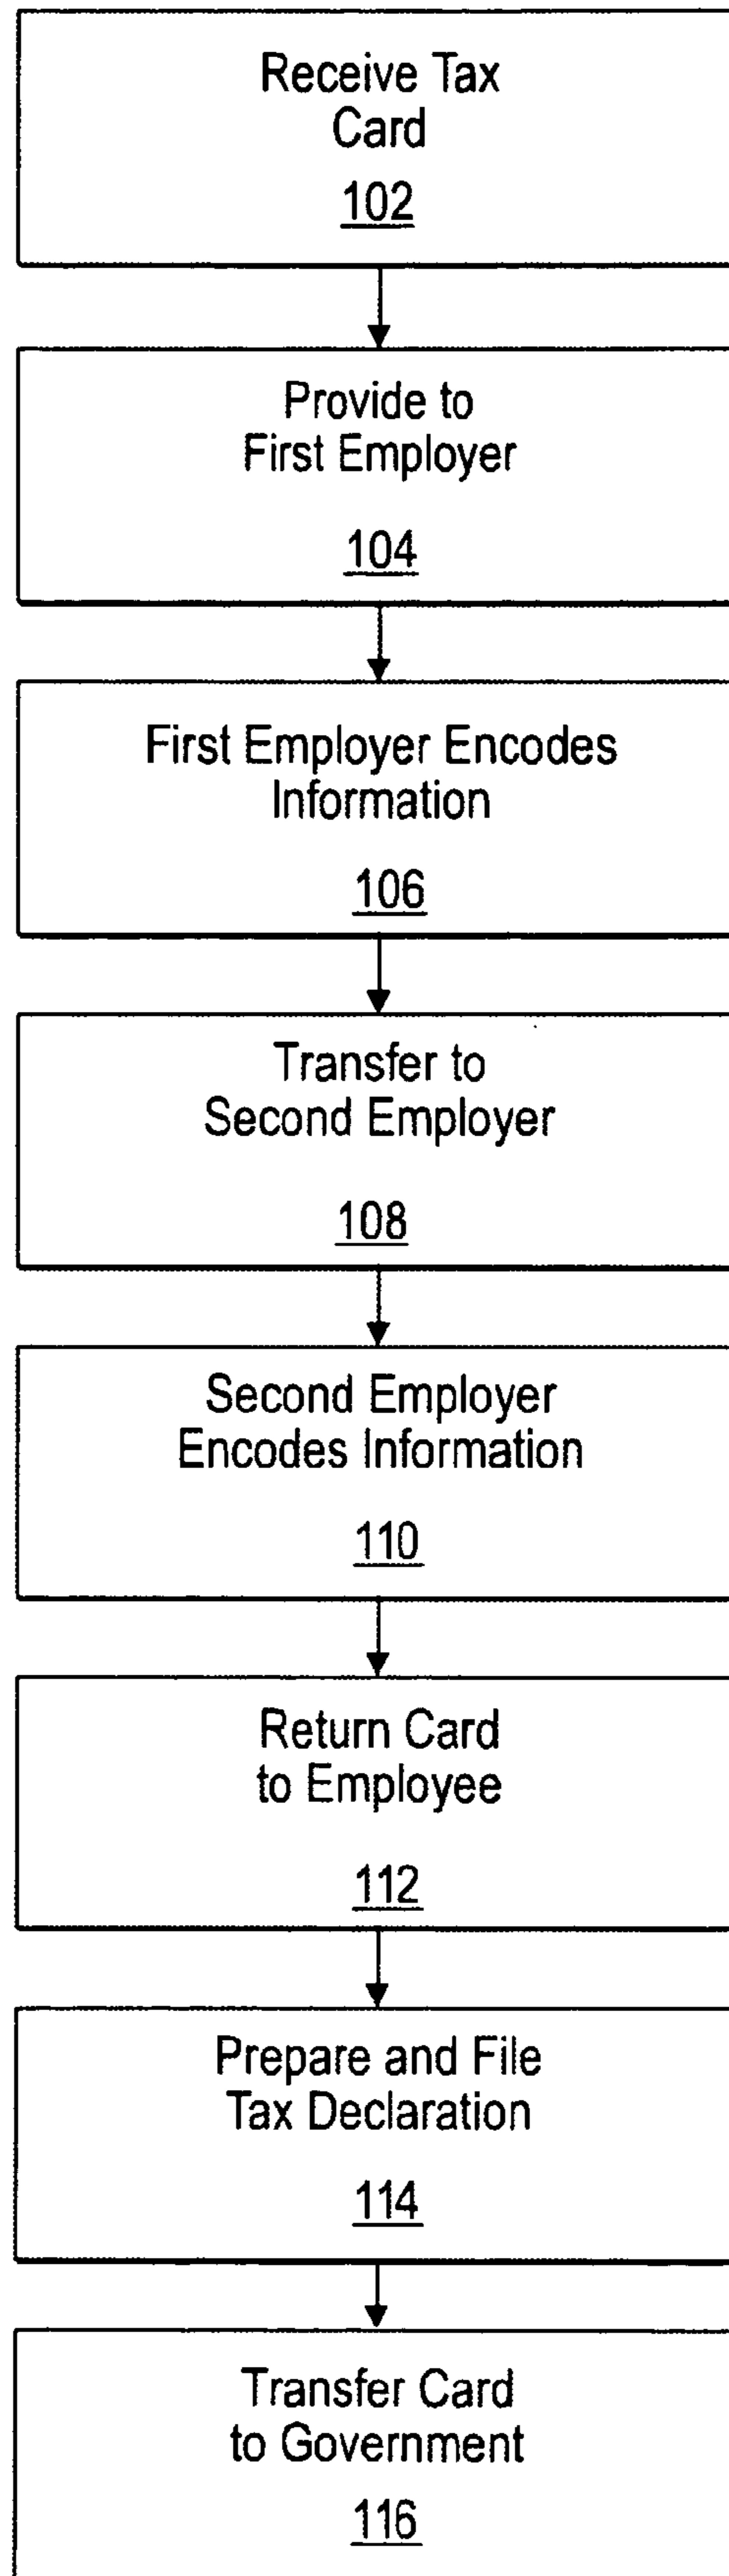 Receive Tax
Card
102
Provide to
First Employer
104
First Employer Encodes
Information
106
Transfer to
Second Employer
108
Second Employer
Encodes Information
110
Return Card
to Employee
112
Prepare and File
Tax Declaration
114
Transfer Card
to Government
116